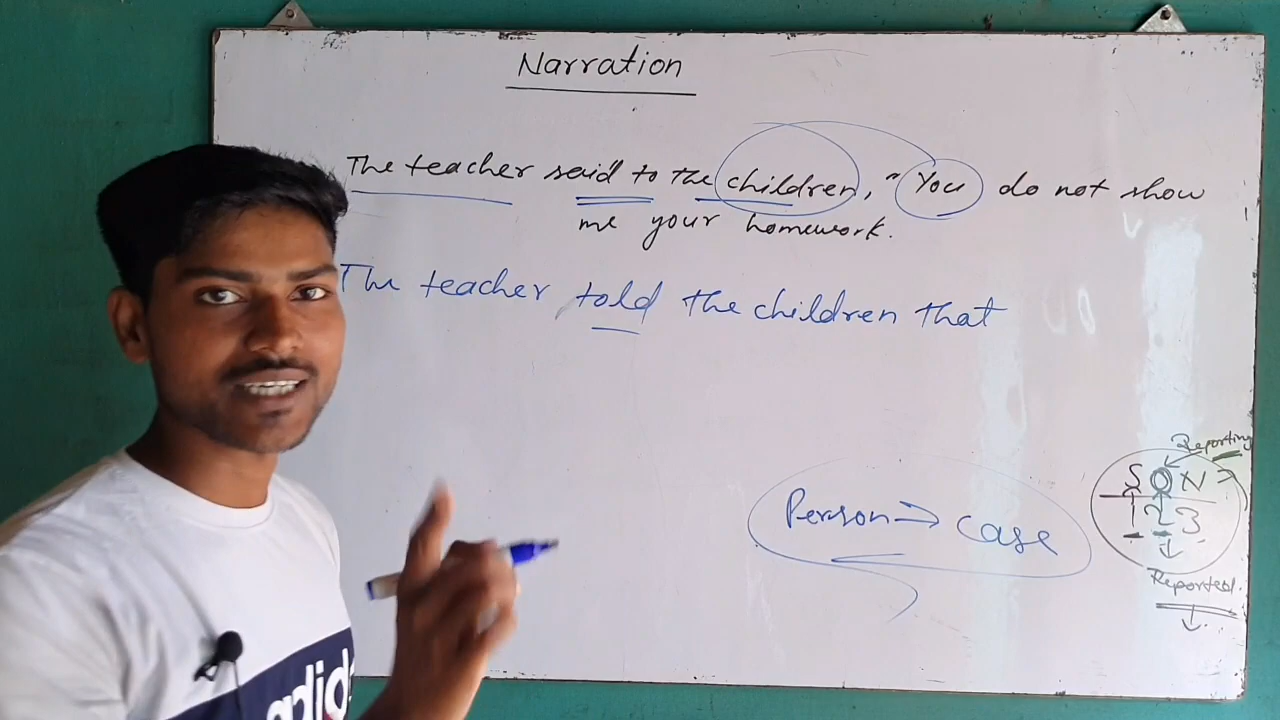 Narration
The teacher said to the children, "You do not show
me your homework.
The teacher told the children that
Reporting
S O N
1 2 3
Person → Case
Reported.